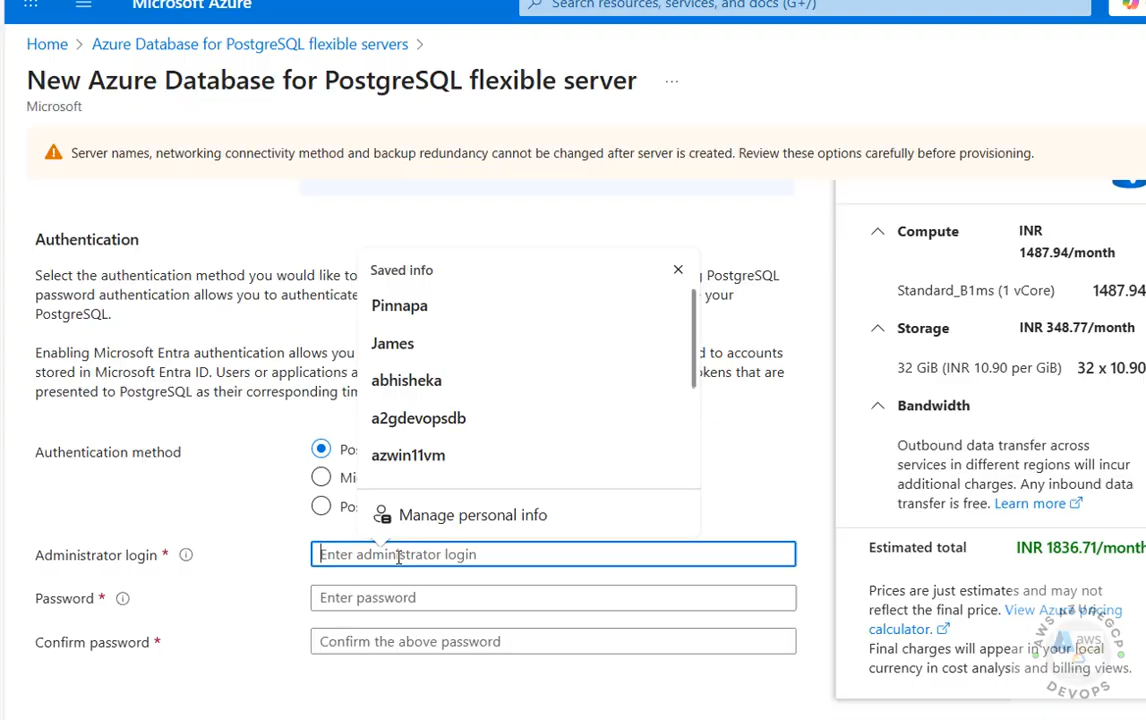 Microsoft Azure
Search resources, services, and docs (G+/)
Home > Azure Database for PostgreSQL flexible servers >
New Azure Database for PostgreSQL flexible server ...
Microsoft
Server names, networking connectivity method and backup redundancy cannot be changed after server is created. Review these options carefully before provisioning.
Authentication
Select the authentication method you would like to
password authentication allows you to authenticate
PostgreSQL.
PostgreSQL
your
Enabling Microsoft Entra authentication allows you
stored in Microsoft Entra ID. Users or applications a
presented to PostgreSQL as their corresponding tim
d to accounts
kens that are
Saved info
Pinnapa
James
abhisheka
a2gdevopsdb
azwin11vm
Manage personal info
Authentication method
Pos
Mi
Pos
Administrator login *
Enter administrator login
Password *
Enter password
Confirm password *
Confirm the above password
Compute INR 1487.94/month
Standard_B1ms (1 vCore) 1487.94
Storage INR 348.77/month
32 GiB (INR 10.90 per GiB) 32 x 10.90
Bandwidth
Outbound data transfer across
services in different regions will incur
additional charges. Any inbound data
transfer is free. Learn more
Estimated total INR 1836.71/month
Prices are just estimates and may not
reflect the final price. View Azure pricing
calculator.
Final charges will appear in your local
currency in cost analysis and billing views.
AWS AZURE GCP
aws
DEVOPS